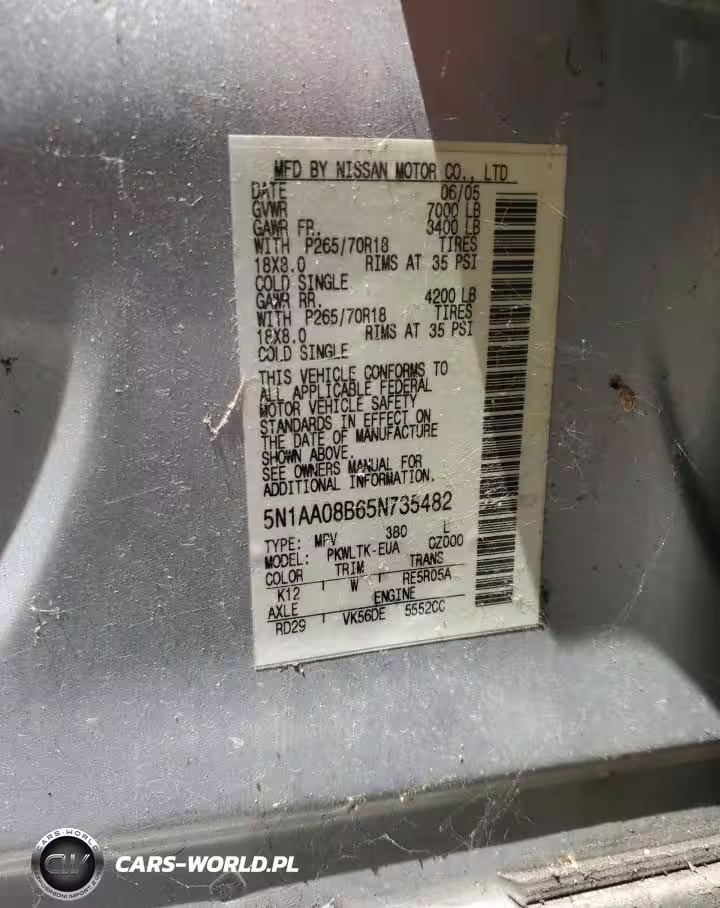 MFD BY NISSAN MOTOR CO., LTD
DATE 06/05
GVWR 7000 LB
GAWR FR. 3400 LB
WITH P265/70R18 TIRES
18X8.0 RIMS AT 35 PSI
COLD SINGLE
GAWR RR. 4200 LB
WITH P265/70R18 TIRES
18X8.0 RIMS AT 35 PSI
COLD SINGLE
THIS VEHICLE CONFORMS TO
ALL APPLICABLE FEDERAL
MOTOR VEHICLE SAFETY
STANDARDS IN EFFECT ON
THE DATE OF MANUFACTURE
SHOWN ABOVE.
SEE OWNERS MANUAL FOR
ADDITIONAL INFORMATION.
5N1AA08B65N735482
TYPE: MPV 380 L
MODEL: PKWLTK-EUA CZ000
COLOR TRIM TRANS
K12 W RE5R05A
AXLE ENGINE
RD29 VK56DE 5552CC
CARS-WORLD
CW
CARS-WORLD.PL